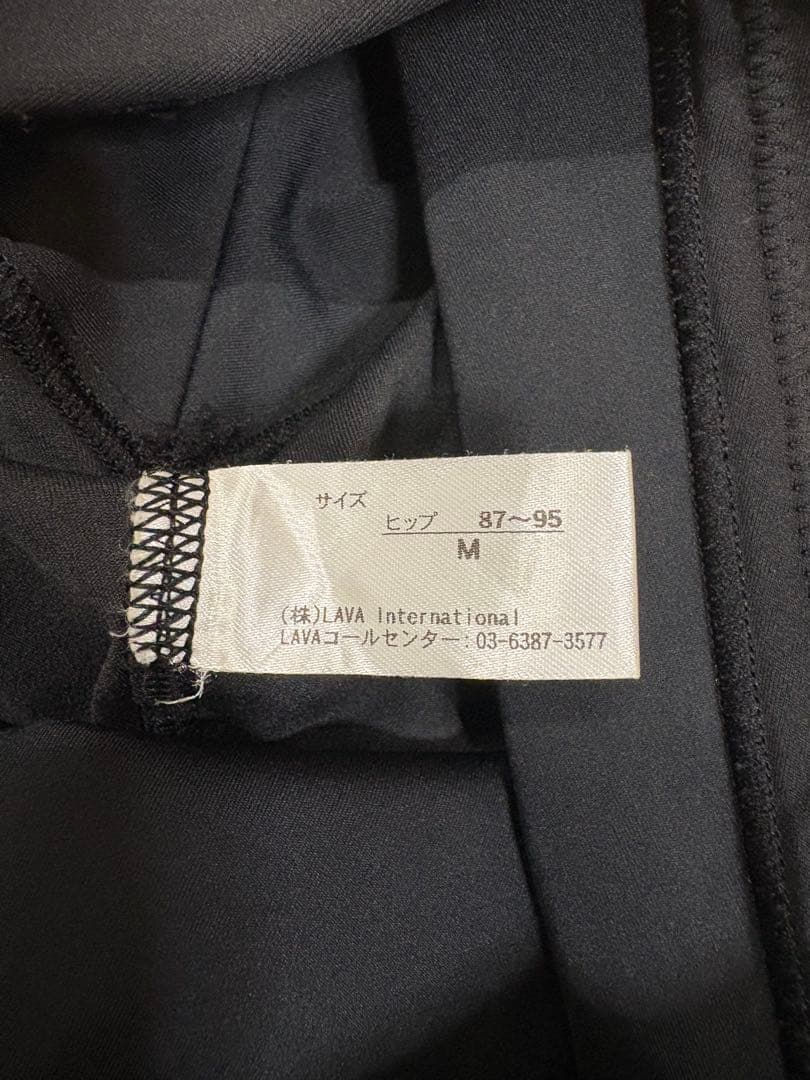 サイズ
ヒップ 87～95
M
(株)LAVA International
LAVAコールセンター:03-6387-3577